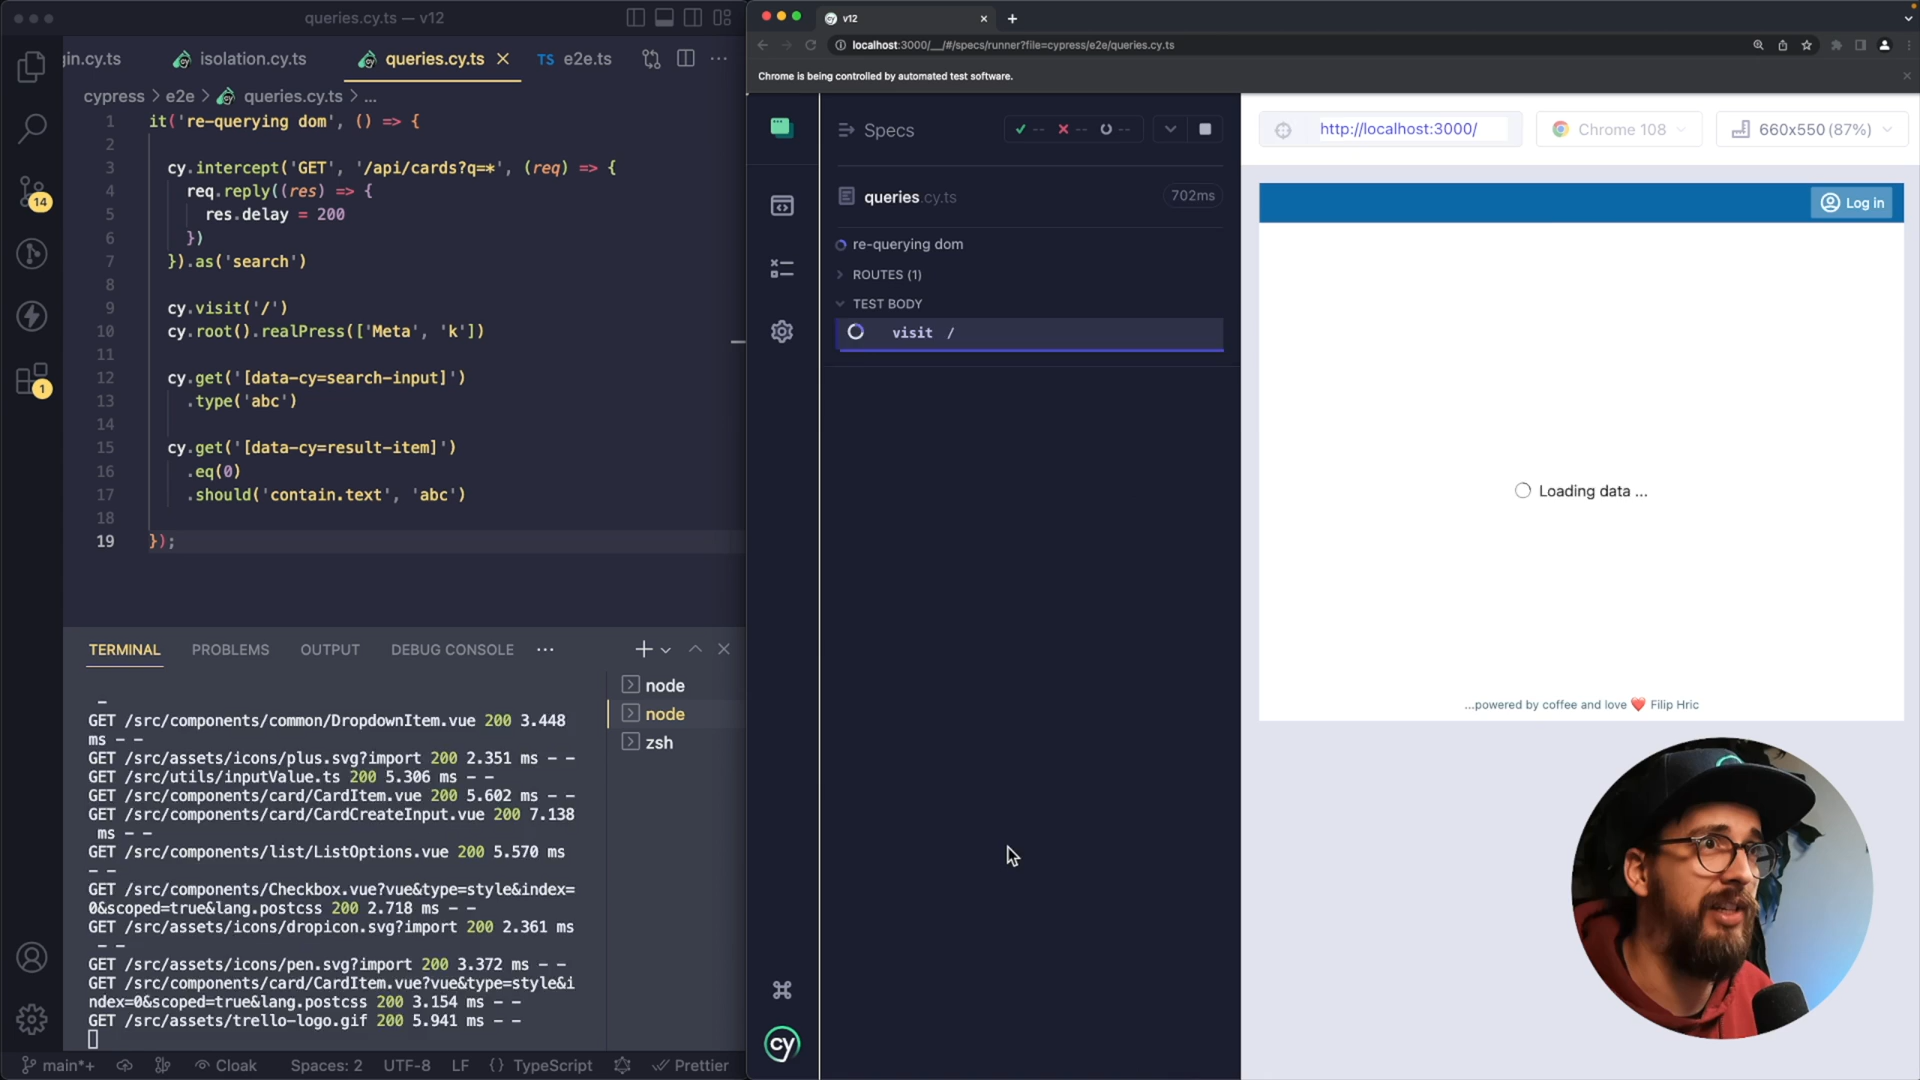 queries.cy.ts — v12
gin.cy.ts
isolation.cy.ts
queries.cy.ts
TS e2e.ts
cypress > e2e > queries.cy.ts > ...
1 it('re-querying dom', () => {
2
3 cy.intercept('GET', '/api/cards?q=*', (req) => {
4 req.reply((res) => {
5 res.delay = 200
6 })
7 }).as('search')
8
9 cy.visit('/')
10 cy.root().realPress(['Meta', 'k'])
11
12 cy.get('[data-cy=search-input]')
13 .type('abc')
14
15 cy.get('[data-cy=result-item]')
16 .eq(0)
17 .should('contain.text', 'abc')
18
19 });
14
1
TERMINAL
PROBLEMS
OUTPUT
DEBUG CONSOLE
node
node
zsh
–
GET /src/components/common/DropdownItem.vue 200 3.448
ms - -
GET /src/assets/icons/plus.svg?import 200 2.351 ms - -
GET /src/utils/inputValue.ts 200 5.306 ms - -
GET /src/components/card/CardItem.vue 200 5.602 ms - -
GET /src/components/card/CardCreateInput.vue 200 7.138
ms - -
GET /src/components/list/ListOptions.vue 200 5.570 ms
- -
GET /src/components/Checkbox.vue?vue&type=style&index=
0&scoped=true&lang.postcss 200 2.718 ms - -
GET /src/assets/icons/dropicon.svg?import 200 2.361 ms
- -
GET /src/assets/icons/pen.svg?import 200 3.372 ms - -
GET /src/components/card/CardItem.vue?vue&type=style&i
ndex=0&scoped=true&lang.postcss 200 3.154 ms - -
GET /src/assets/trello-logo.gif 200 5.941 ms - -
main*+
Cloak
Spaces: 2
UTF-8
LF
{} TypeScript
Prettier
v12
localhost:3000/__/#/specs/runner?file=cypress/e2e/queries.cy.ts
Chrome is being controlled by automated test software.
Specs
--
--
--
queries.cy.ts
702ms
re-querying dom
ROUTES (1)
TEST BODY
visit /
cy
http://localhost:3000/
Chrome 108
660x550 (87%)
Log in
Loading data ...
...powered by coffee and love ❤️ Filip Hric